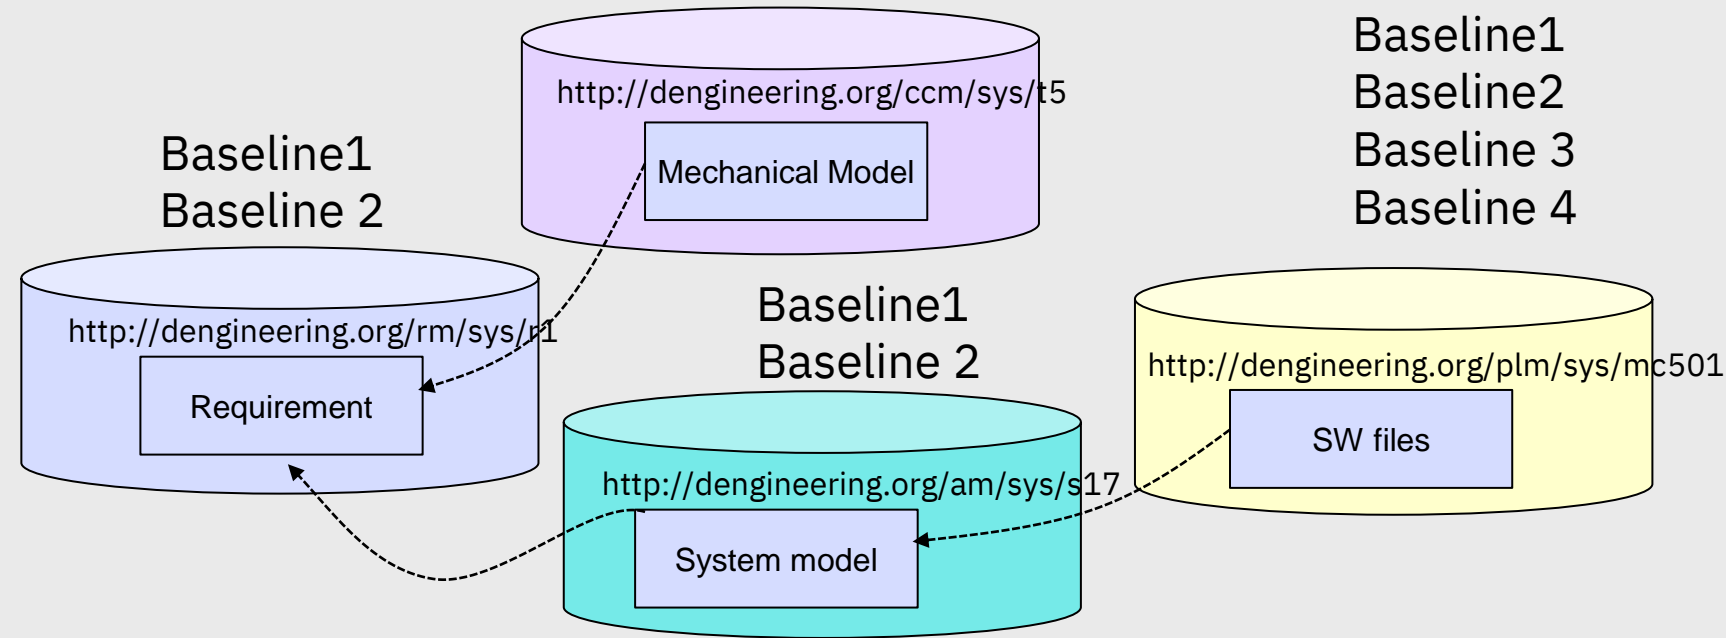 http://dengineering.org/ccm/sys/t5
Mechanical Model
Baseline1
Baseline 2
http://dengineering.org/rm/sys/r1
Requirement
Baseline1
Baseline 2
http://dengineering.org/am/sys/s17
System model
Baseline1
Baseline2
Baseline 3
Baseline 4
http://dengineering.org/plm/sys/mc501
SW files